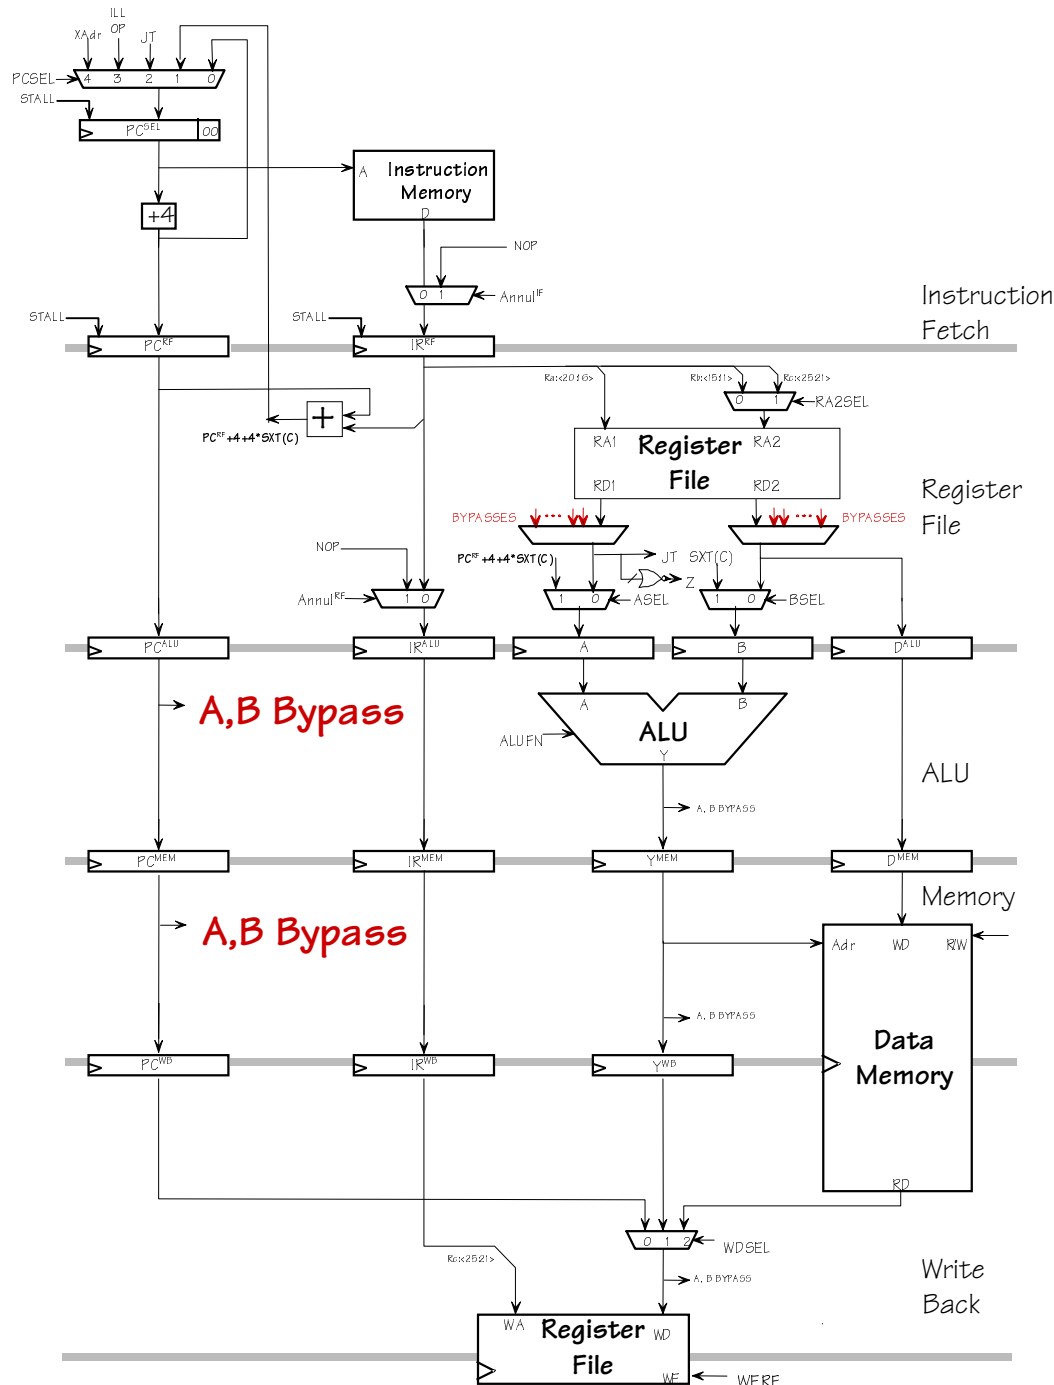 ILL
OP
XAdr
JT
PCSEL
4 3 2 1 0
STALL
PC^SEL 00
+4
A Instruction
Memory
D
NOP
0 1
Annul^IF
Instruction
Fetch
STALL
STALL
PC^RF
IR^RF
Ra:<20:16>
Rb:<15:11>
Rc:<25:21>
0 1
RA2SEL
+
PC^RF+4+4*SXT(C)
RA1 Register RA2
File
RD1 RD2
Register
File
BYPASSES
BYPASSES
NOP
PC^RF+4+4*SXT(C)
JT SXT(C)
Z
Annul^RF
1 0
1 0
ASEL
1 0
BSEL
PC^ALU
IR^ALU
A
B
D^ALU
A,B Bypass
A B
ALU
ALUFN
Y
ALU
A, B BYPASS
PC^MEM
IR^MEM
Y^MEM
D^MEM
Memory
A,B Bypass
Adr WD R/W
A, B BYPASS
Data
Memory
PC^WB
IR^WB
Y^WB
RD
0 1 2
WDSEL
Rc:<25:21>
A, B BYPASS
Write
Back
WA Register WD
File
WE
WERF